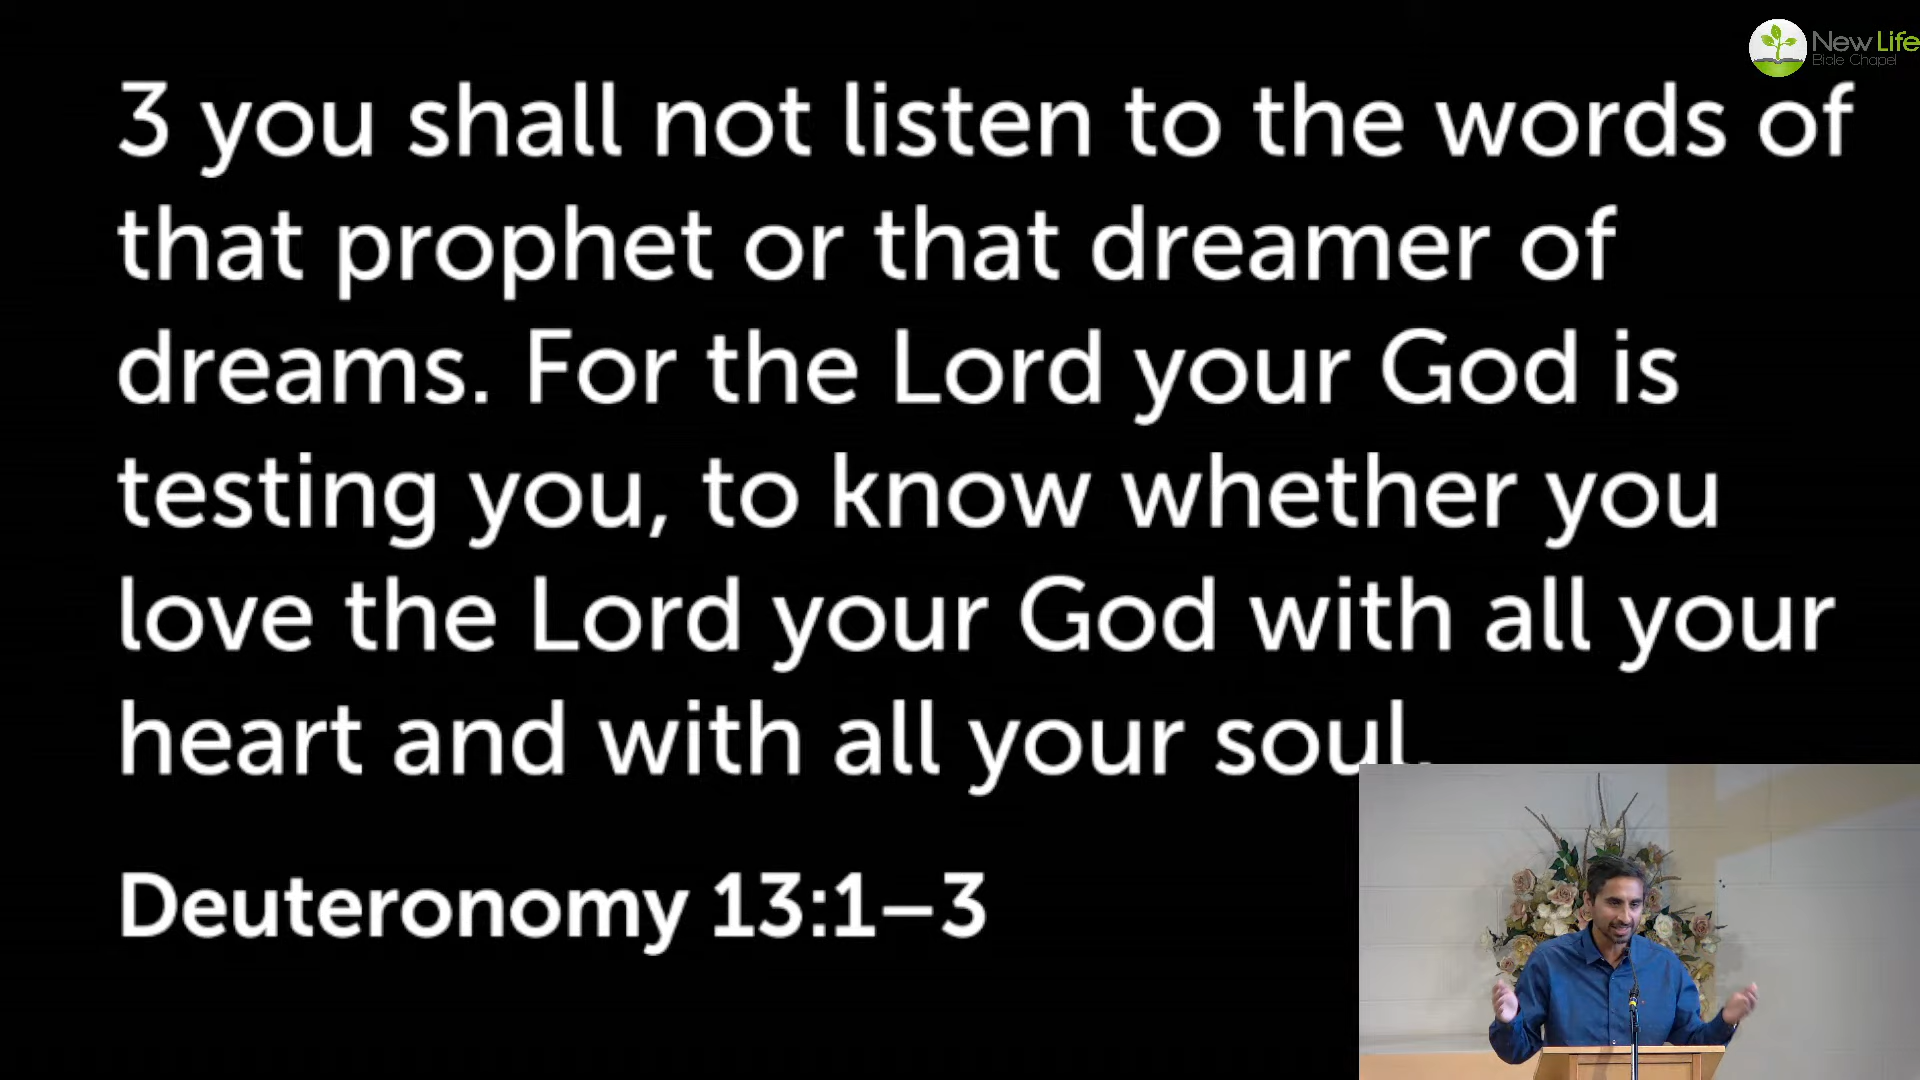 New Life
Bible Chapel
3 you shall not listen to the words of
that prophet or that dreamer of
dreams. For the Lord your God is
testing you, to know whether you
love the Lord your God with all your
heart and with all your soul.
Deuteronomy 13:1–3